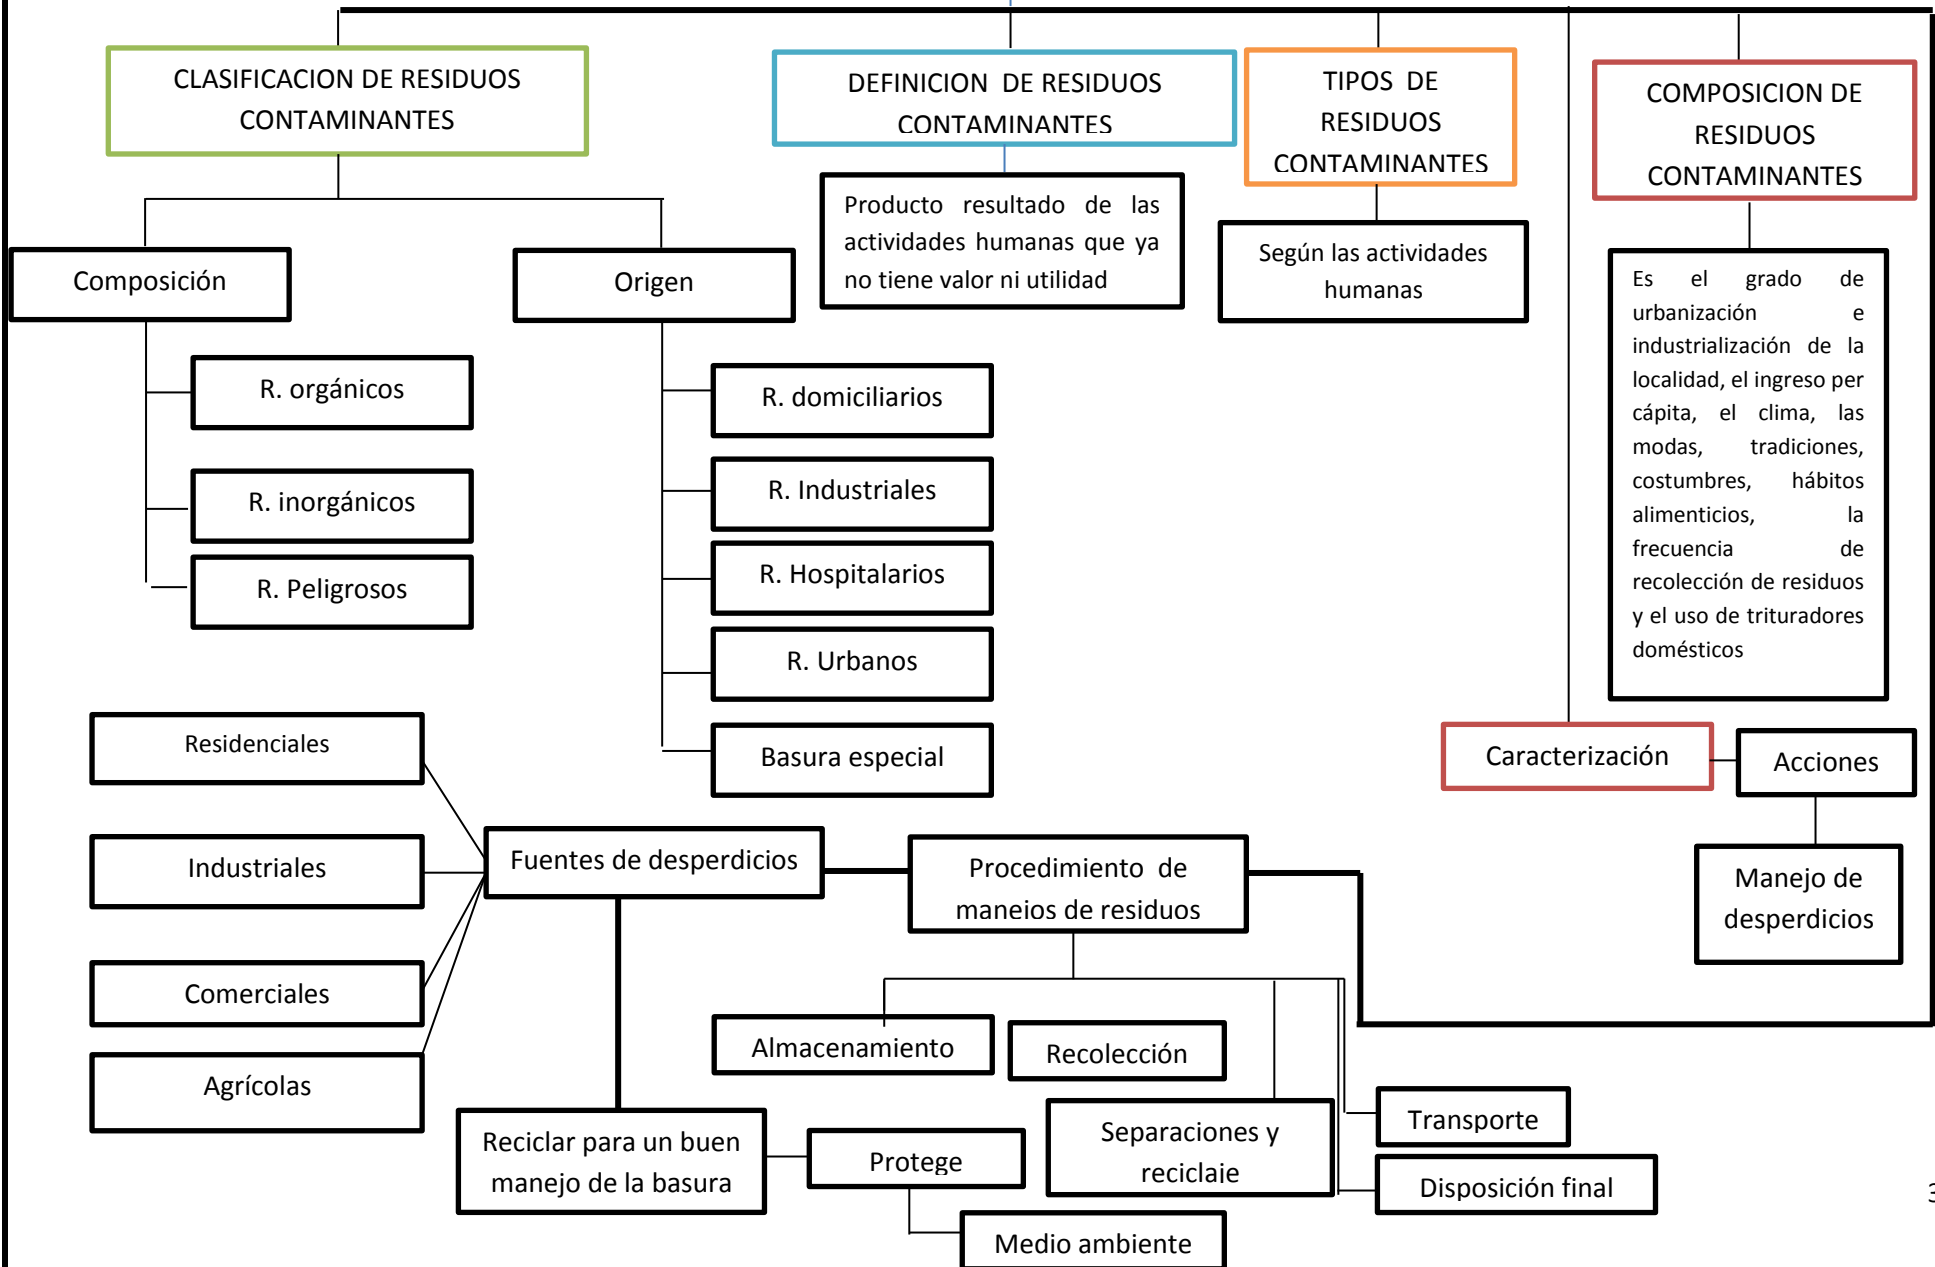 CLASIFICACION DE RESIDUOS
CONTAMINANTES
DEFINICION DE RESIDUOS
CONTAMINANTES
TIPOS DE
RESIDUOS
CONTAMINANTES
COMPOSICION DE
RESIDUOS
CONTAMINANTES
Producto resultado de las
actividades humanas que ya
no tiene valor ni utilidad
Según las actividades
humanas
Es el grado de
urbanización e
industrialización de la
localidad, el ingreso per
cápita, el clima, las
modas, tradiciones,
costumbres, hábitos
alimenticios, la
frecuencia de
recolección de residuos
y el uso de trituradores
domésticos
Composición
Origen
R. orgánicos
R. inorgánicos
R. Peligrosos
R. domiciliarios
R. Industriales
R. Hospitalarios
R. Urbanos
Basura especial
Caracterización
Acciones
Manejo de
desperdicios
Residenciales
Industriales
Comerciales
Agrícolas
Fuentes de desperdicios
Procedimiento de
manejos de residuos
Almacenamiento
Recolección
Separaciones y
reciclaje
Transporte
Disposición final
Reciclar para un buen
manejo de la basura
Protege
Medio ambiente
3